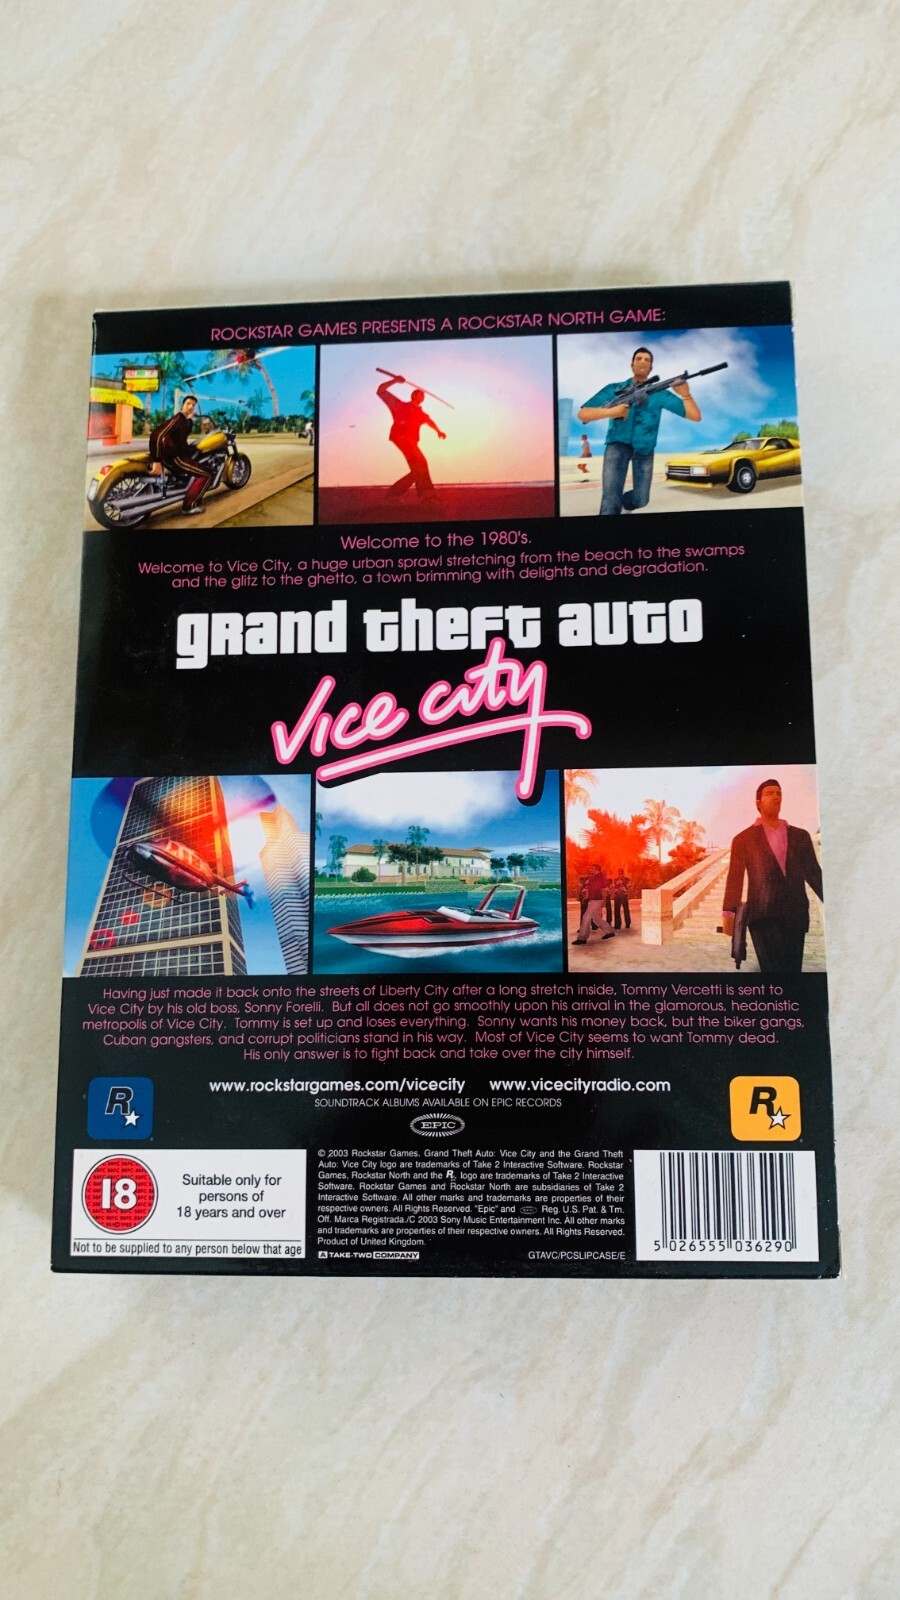 ROCKSTAR GAMES PRESENTS A ROCKSTAR NORTH GAME:
Welcome to the 1980's.
Welcome to Vice City, a huge urban sprawl stretching from the beach to the swamps
and the glitz to the ghetto, a town brimming with delights and degradation.
grand theft auto
Vice City
Having just made it back onto the streets of Liberty City after a long stretch inside, Tommy Vercetti is sent to
Vice City by his old boss, Sonny Forelli. But all does not go smoothly upon his arrival in the glamorous, hedonistic
metropolis of Vice City. Tommy is set up and loses everything. Sonny wants his money back, but the biker gangs,
Cuban gangsters, and corrupt politicians stand in his way. Most of Vice City seems to want Tommy dead.
His only answer is to fight back and take over the city himself.
www.rockstargames.com/vicecity www.vicecityradio.com
SOUNDTRACK ALBUMS AVAILABLE ON EPIC RECORDS
R
EPIC
R
18
Suitable only for
persons of
18 years and over
Not to be supplied to any person below that age
© 2003 Rockstar Games. Grand Theft Auto: Vice City and the Grand Theft
Auto: Vice City logo are trademarks of Take 2 Interactive Software. Rockstar
Games, Rockstar North and the R logo are trademarks of Take 2 Interactive
Software. Rockstar Games and Rockstar North are subsidiaries of Take 2
Interactive Software. All other marks and trademarks are properties of their
respective owners. All Rights Reserved. "Epic" and Reg. U.S. Pat. & Tm.
Off. Marca Registrada./C 2003 Sony Music Entertainment Inc. All other marks
and trademarks are properties of their respective owners. All Rights Reserved.
Product of United Kingdom.
A TAKE-TWO COMPANY
GTAVC/PCSLIPCASE/E
5 026555 036290